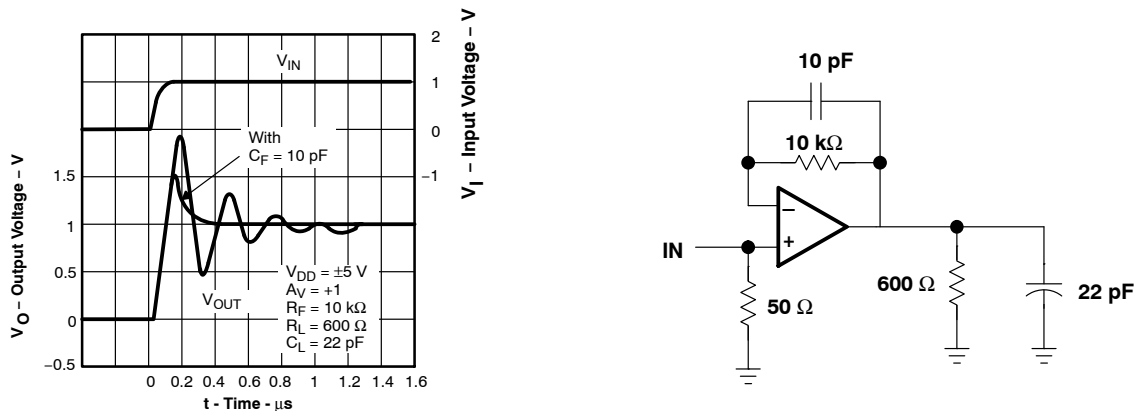 2
V_IN
1
0
With
C_F = 10 pF
−1
V_I – Input Voltage – V
1.5
1
0.5
0
−0.5
V_O – Output Voltage – V
V_OUT
V_DD = ±5 V
A_V = +1
R_F = 10 kΩ
R_L = 600 Ω
C_L = 22 pF
0 0.2 0.4 0.6 0.8 1 1.2 1.4 1.6
t - Time - μs
10 pF
10 kΩ
−
+
IN
600 Ω
22 pF
50 Ω